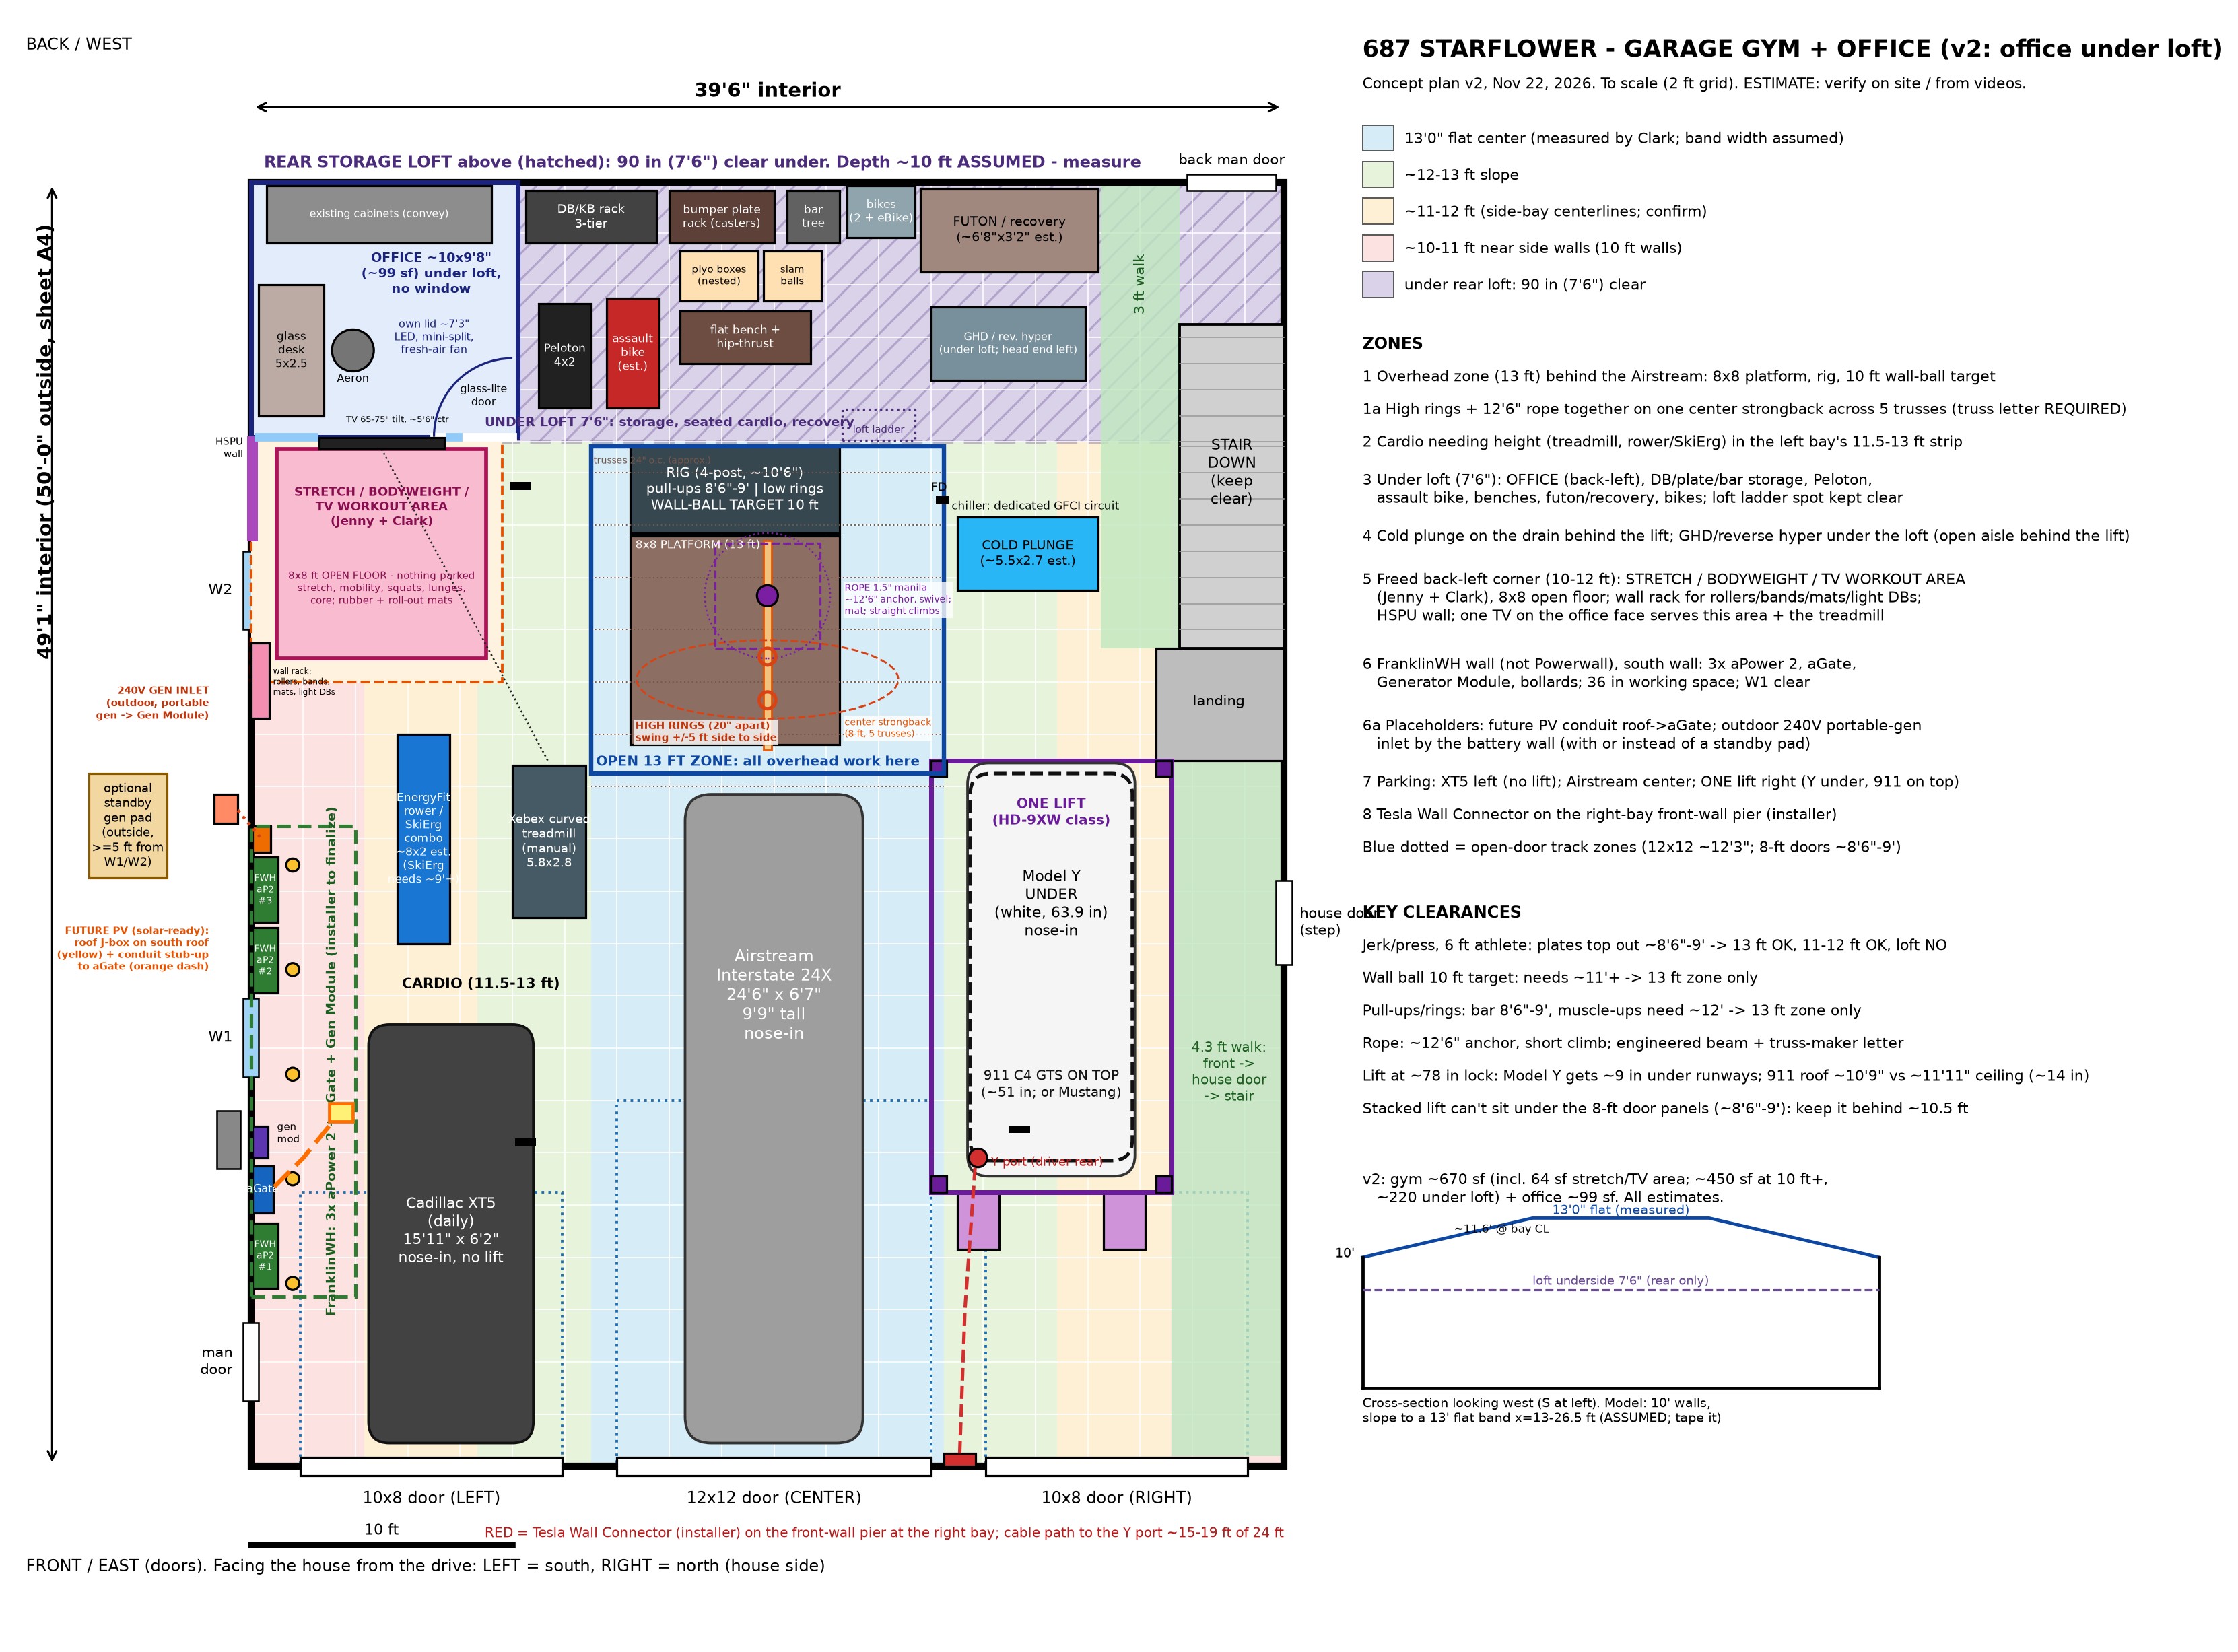 BACK / WEST
39'6" interior
REAR STORAGE LOFT above (hatched): 90 in (7'6") clear under. Depth ~10 ft ASSUMED - measure
back man door
49'1" interior (50'-0" outside, sheet A4)
existing cabinets (convey)
OFFICE ~10x9'8"
(~99 sf) under loft,
no window
own lid ~7'3"
LED, mini-split,
fresh-air fan
glass
desk
5x2.5
Aeron
glass-lite
door
TV 65-75" tilt, ~5'6" ctr
DB/KB rack
3-tier
bumper plate
rack (casters)
bar
tree
bikes
(2 + eBike)
FUTON / recovery
(~6'8"x3'2" est.)
plyo boxes
(nested)
slam
balls
Peloton
4x2
assault
bike
(est.)
flat bench +
hip-thrust
GHD / rev. hyper
(under loft; head end left)
3 ft walk
UNDER LOFT 7'6": storage, seated cardio, recovery
loft ladder
STAIR
DOWN
(keep
clear)
landing
HSPU
wall
W2
STRETCH / BODYWEIGHT /
TV WORKOUT AREA
(Jenny + Clark)
8x8 ft OPEN FLOOR - nothing parked
stretch, mobility, squats, lunges,
core; rubber + roll-out mats
wall rack:
rollers, bands,
mats, light DBs
trusses 24" o.c. (approx.)
RIG (4-post, ~10'6")
pull-ups 8'6"-9' | low rings
WALL-BALL TARGET 10 ft
8x8 PLATFORM (13 ft)
ROPE 1.5" manila
~12'6" anchor, swivel;
mat; straight climbs
HIGH RINGS (20" apart)
swing +/-5 ft side to side
center strongback
(8 ft, 5 trusses)
OPEN 13 FT ZONE: all overhead work here
FD
chiller: dedicated GFCI circuit
COLD PLUNGE
(~5.5x2.7 est.)
240V GEN INLET
(outdoor, portable
gen -> Gen Module)
optional
standby
gen pad
(outside,
>=5 ft from
W1/W2)
FUTURE PV (solar-ready):
roof J-box on south roof
(yellow) + conduit stub-up
to aGate (orange dash)
W1
FWH
aP2
#3
FWH
aP2
#2
gen
mod
aGate
FWH
aP2
#1
FranklinWH: 3x aPower 2 + aGate + Gen Module (installer to finalize)
EnergyFit
rower /
SkiErg
combo
~8x2 est.
(SkiErg
needs ~9'+)
Xebex curved
treadmill
(manual)
5.8x2.8
CARDIO (11.5-13 ft)
Cadillac XT5
(daily)
15'11" x 6'2"
nose-in, no lift
Airstream
Interstate 24X
24'6" x 6'7"
9'9" tall
nose-in
ONE LIFT
(HD-9XW class)
Model Y
UNDER
(white, 63.9 in)
nose-in
911 C4 GTS ON TOP
(~51 in; or Mustang)
Y port (driver rear)
4.3 ft walk:
front ->
house door
-> stair
house door
(step)
man
door
10x8 door (LEFT)
12x12 door (CENTER)
10x8 door (RIGHT)
10 ft
RED = Tesla Wall Connector (installer) on the front-wall pier at the right bay; cable path to the Y port ~15-19 ft of 24 ft
FRONT / EAST (doors). Facing the house from the drive: LEFT = south, RIGHT = north (house side)
687 STARFLOWER - GARAGE GYM + OFFICE (v2: office under loft)
Concept plan v2, Nov 22, 2026. To scale (2 ft grid). ESTIMATE: verify on site / from videos.
13'0" flat center (measured by Clark; band width assumed)
~12-13 ft slope
~11-12 ft (side-bay centerlines; confirm)
~10-11 ft near side walls (10 ft walls)
under rear loft: 90 in (7'6") clear
ZONES
1 Overhead zone (13 ft) behind the Airstream: 8x8 platform, rig, 10 ft wall-ball target
1a High rings + 12'6" rope together on one center strongback across 5 trusses (truss letter REQUIRED)
2 Cardio needing height (treadmill, rower/SkiErg) in the left bay's 11.5-13 ft strip
3 Under loft (7'6"): OFFICE (back-left), DB/plate/bar storage, Peloton,
assault bike, benches, futon/recovery, bikes; loft ladder spot kept clear
4 Cold plunge on the drain behind the lift; GHD/reverse hyper under the loft (open aisle behind the lift)
5 Freed back-left corner (10-12 ft): STRETCH / BODYWEIGHT / TV WORKOUT AREA
(Jenny + Clark), 8x8 open floor; wall rack for rollers/bands/mats/light DBs;
HSPU wall; one TV on the office face serves this area + the treadmill
6 FranklinWH wall (not Powerwall), south wall: 3x aPower 2, aGate,
Generator Module, bollards; 36 in working space; W1 clear
6a Placeholders: future PV conduit roof->aGate; outdoor 240V portable-gen
inlet by the battery wall (with or instead of a standby pad)
7 Parking: XT5 left (no lift); Airstream center; ONE lift right (Y under, 911 on top)
8 Tesla Wall Connector on the right-bay front-wall pier (installer)
Blue dotted = open-door track zones (12x12 ~12'3"; 8-ft doors ~8'6"-9')
KEY CLEARANCES
Jerk/press, 6 ft athlete: plates top out ~8'6"-9' -> 13 ft OK, 11-12 ft OK, loft NO
Wall ball 10 ft target: needs ~11'+ -> 13 ft zone only
Pull-ups/rings: bar 8'6"-9', muscle-ups need ~12' -> 13 ft zone only
Rope: ~12'6" anchor, short climb; engineered beam + truss-maker letter
Lift at ~78 in lock: Model Y gets ~9 in under runways; 911 roof ~10'9" vs ~11'11" ceiling (~14 in)
Stacked lift can't sit under the 8-ft door panels (~8'6"-9'): keep it behind ~10.5 ft
v2: gym ~670 sf (incl. 64 sf stretch/TV area; ~450 sf at 10 ft+,
~220 under loft) + office ~99 sf. All estimates.
13'0" flat (measured)
~11.6' @ bay CL
10'
loft underside 7'6" (rear only)
Cross-section looking west (S at left). Model: 10' walls,
slope to a 13' flat band x=13-26.5 ft (ASSUMED; tape it)